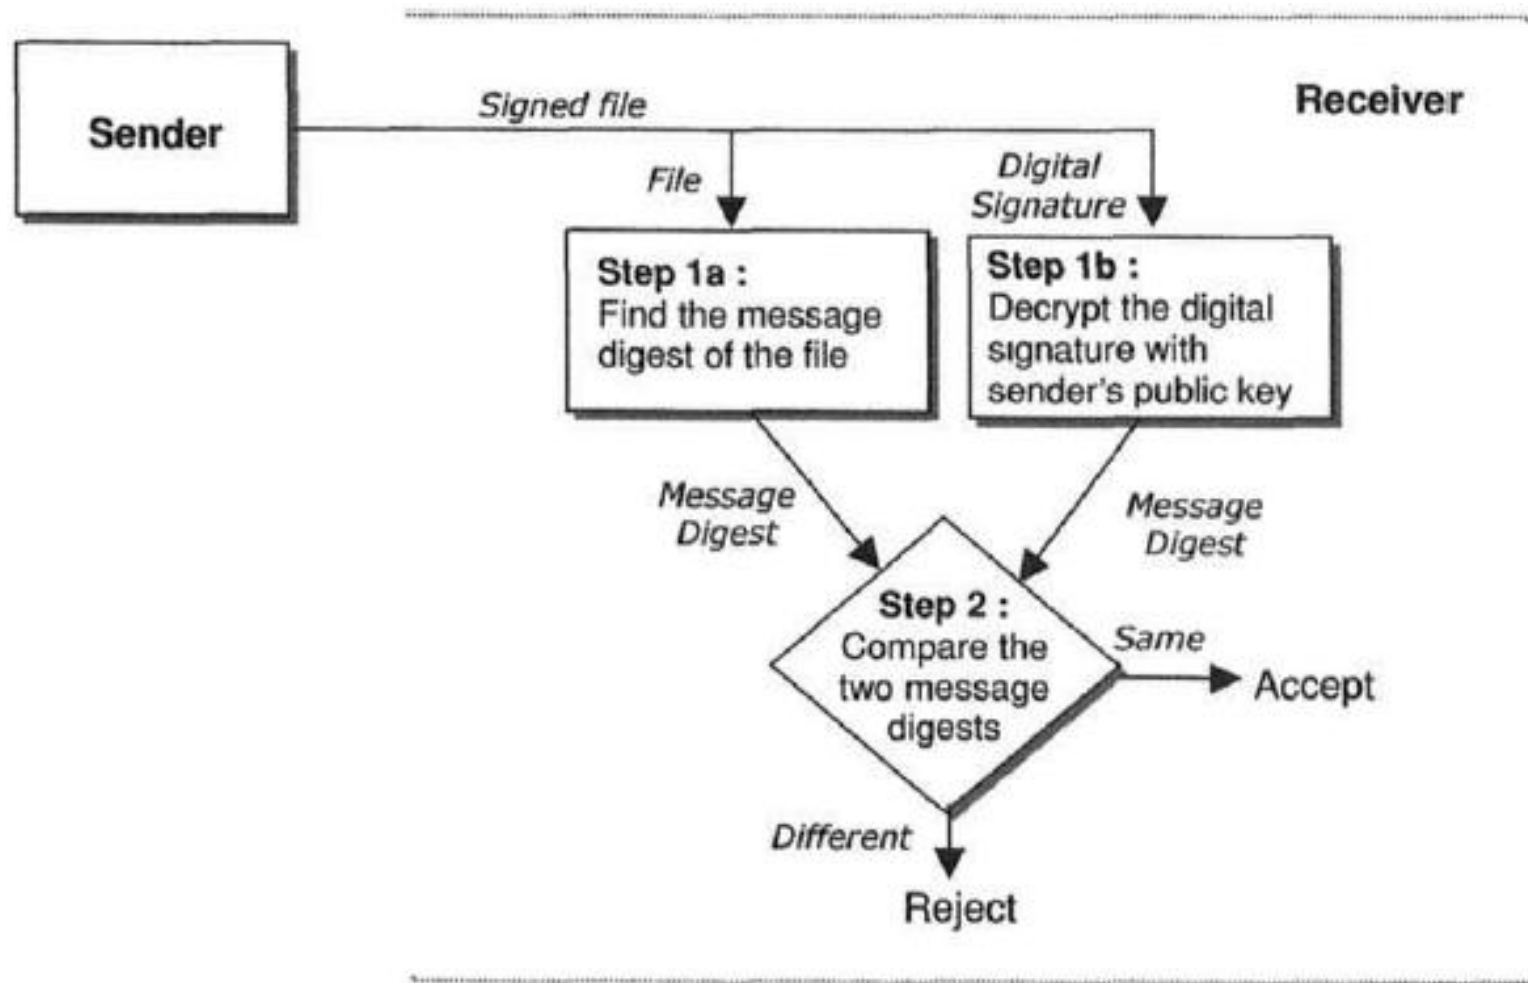 Sender
Signed file
Receiver
File
Digital
Signature
Step 1a :
Find the message
digest of the file
Step 1b :
Decrypt the digital
signature with
sender's public key
Message
Digest
Message
Digest
Step 2 :
Compare the
two message
digests
Same
Accept
Different
Reject